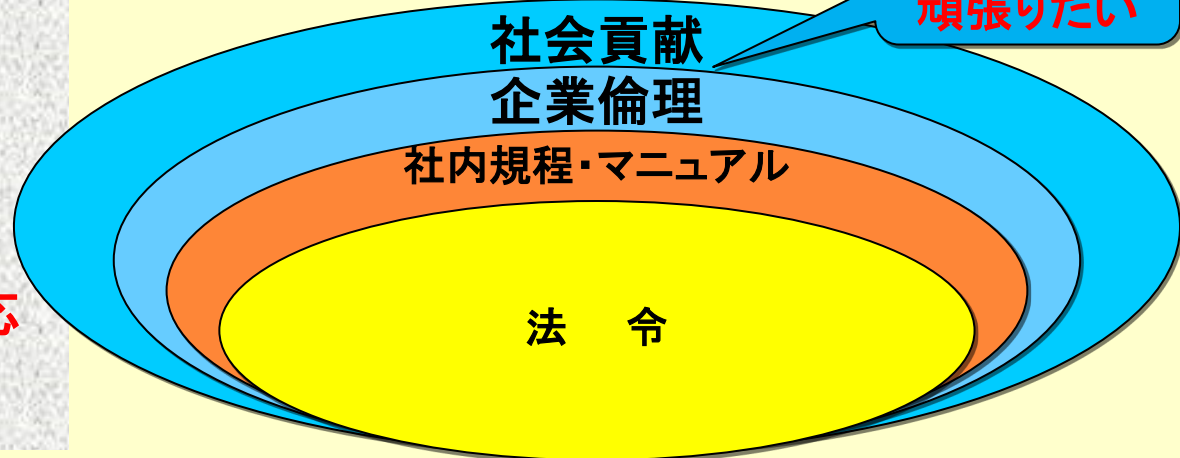 頑張りたい
社会貢献
企業倫理
社内規程・マニュアル
法　令